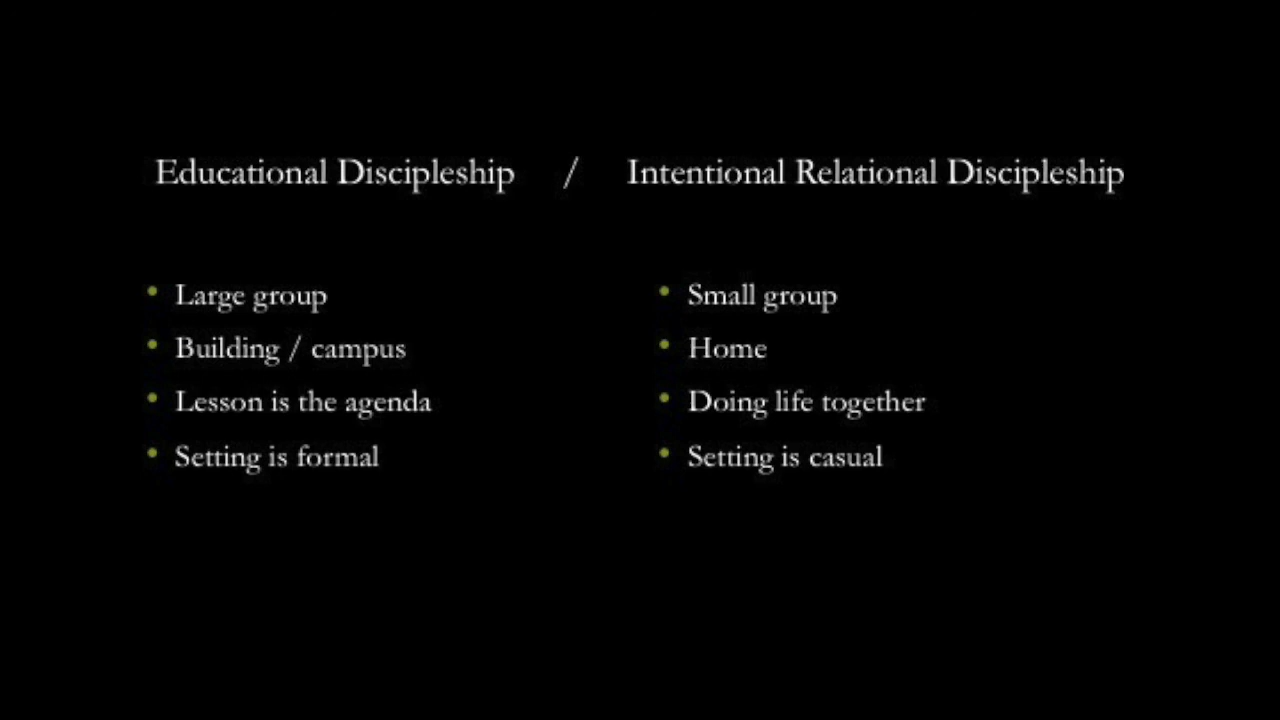 Educational Discipleship / Intentional Relational Discipleship
• Large group
• Building / campus
• Lesson is the agenda
• Setting is formal
• Small group
• Home
• Doing life together
• Setting is casual